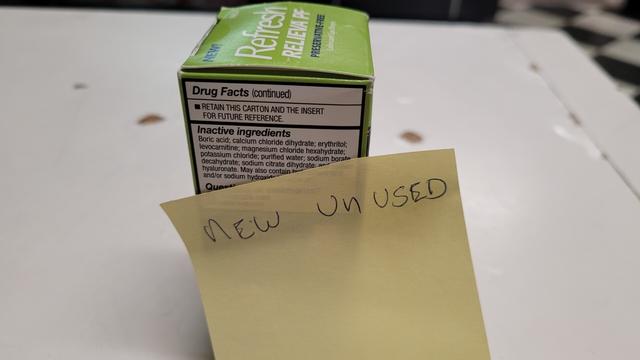 NEW!
Refresh
RELIEVA PF
PRESERVATIVE-FREE
Drug Facts (continued)
■ RETAIN THIS CARTON AND THE INSERT
FOR FUTURE REFERENCE.
Inactive ingredients
Boric acid; calcium chloride dihydrate; erythritol;
levocarnitine; magnesium chloride hexahydrate;
potassium chloride; purified water; sodium borate
decahydrate; sodium citrate dihydrate;
hyaluronate. May also contain
and/or sodium
NEW UNUSED